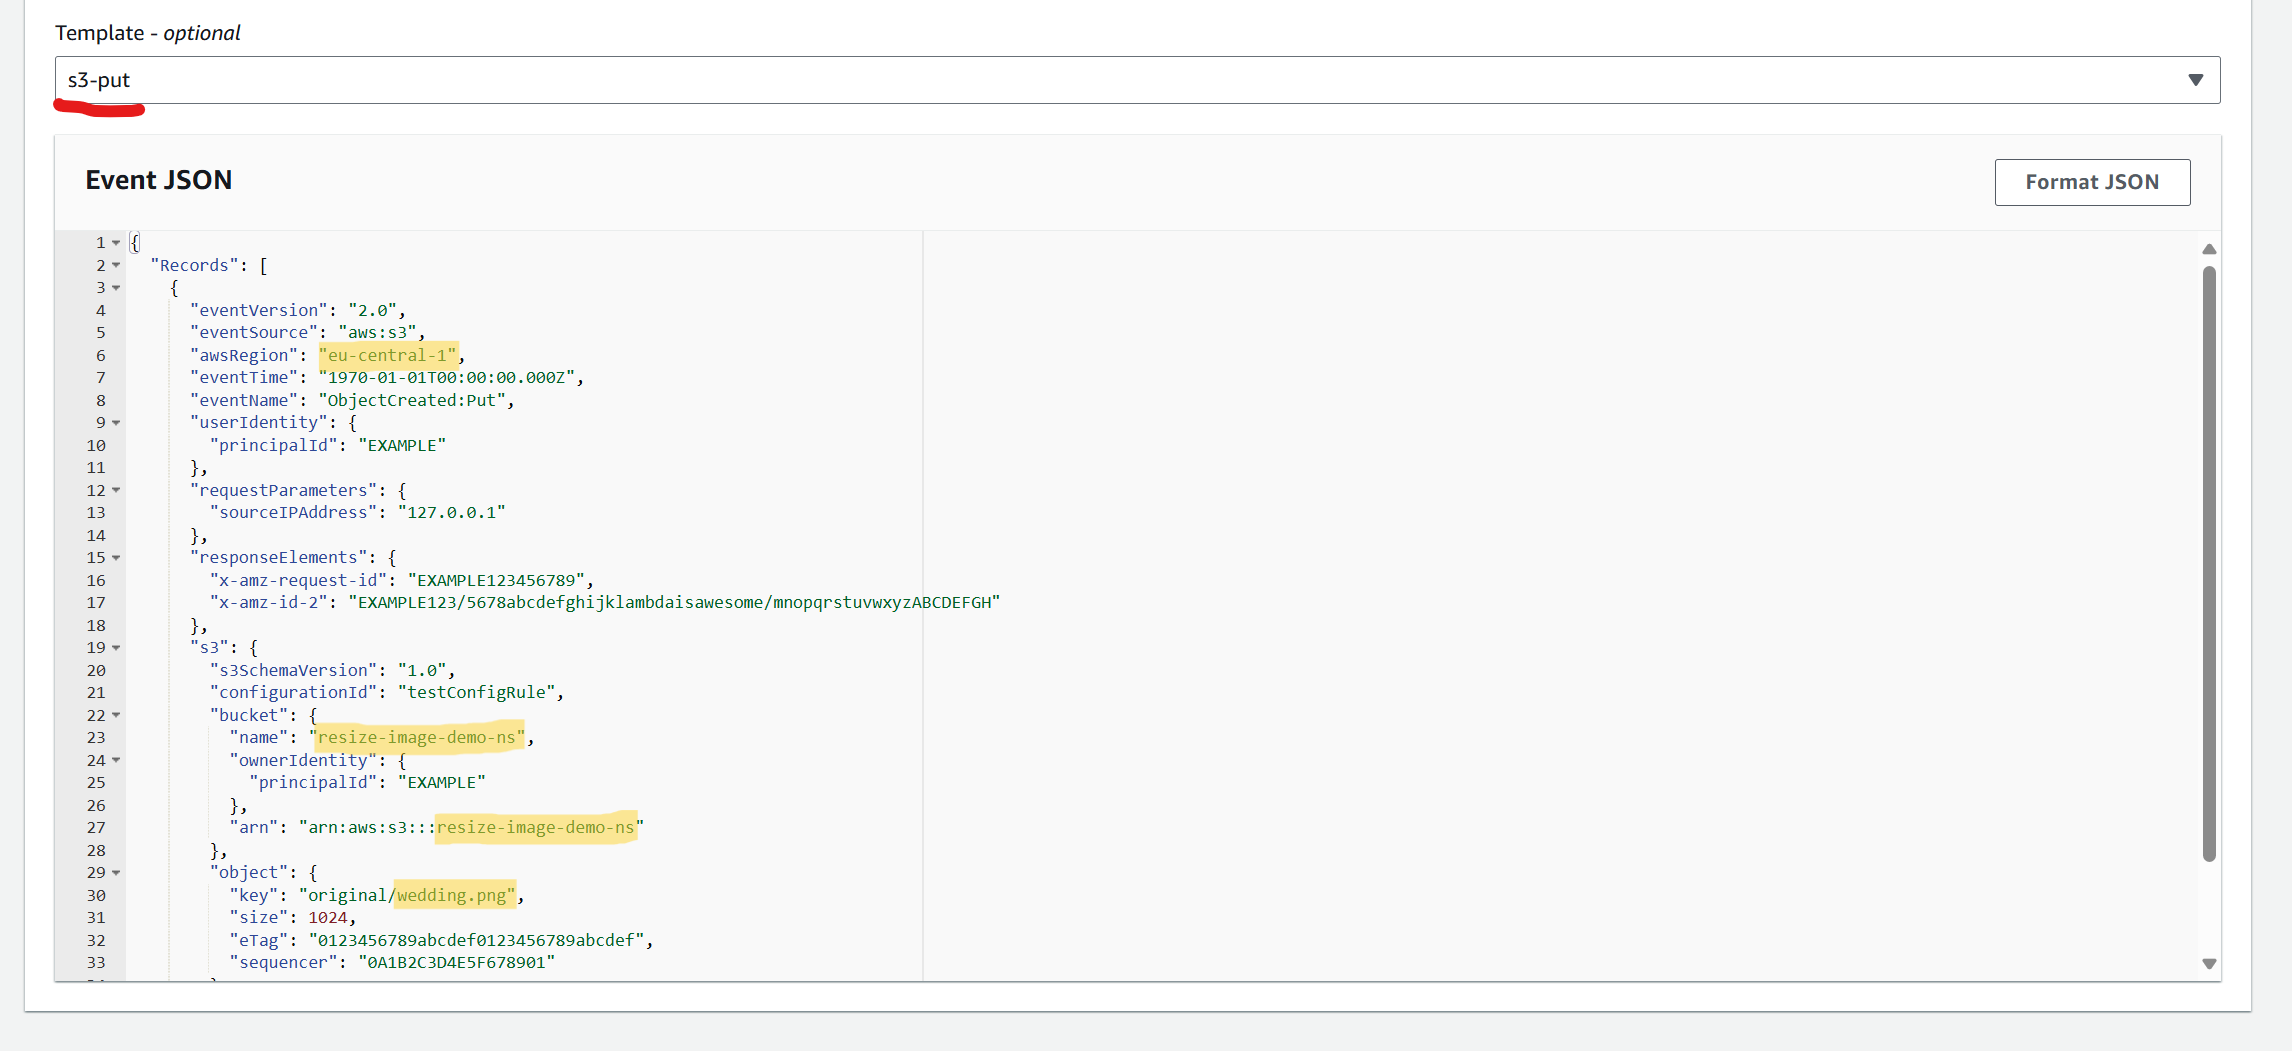 Template - optional
s3-put
Event JSON
Format JSON
1 {
2 "Records": [
3 {
4 "eventVersion": "2.0",
5 "eventSource": "aws:s3",
6 "awsRegion": "eu-central-1",
7 "eventTime": "1970-01-01T00:00:00.000Z",
8 "eventName": "ObjectCreated:Put",
9 "userIdentity": {
10 "principalId": "EXAMPLE"
11 },
12 "requestParameters": {
13 "sourceIPAddress": "127.0.0.1"
14 },
15 "responseElements": {
16 "x-amz-request-id": "EXAMPLE123456789",
17 "x-amz-id-2": "EXAMPLE123/5678abcdefghijklambdaisawesome/mnopqrstuvwxyzABCDEFGH"
18 },
19 "s3": {
20 "s3SchemaVersion": "1.0",
21 "configurationId": "testConfigRule",
22 "bucket": {
23 "name": "resize-image-demo-ns",
24 "ownerIdentity": {
25 "principalId": "EXAMPLE"
26 },
27 "arn": "arn:aws:s3:::resize-image-demo-ns"
28 },
29 "object": {
30 "key": "original/wedding.png",
31 "size": 1024,
32 "eTag": "0123456789abcdef0123456789abcdef",
33 "sequencer": "0A1B2C3D4E5F678901"